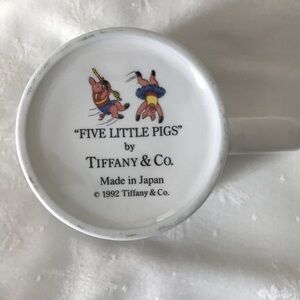 "FIVE LITTLE PIGS"
by
TIFFANY & CO.
Made in Japan
© 1992 Tiffany & Co.